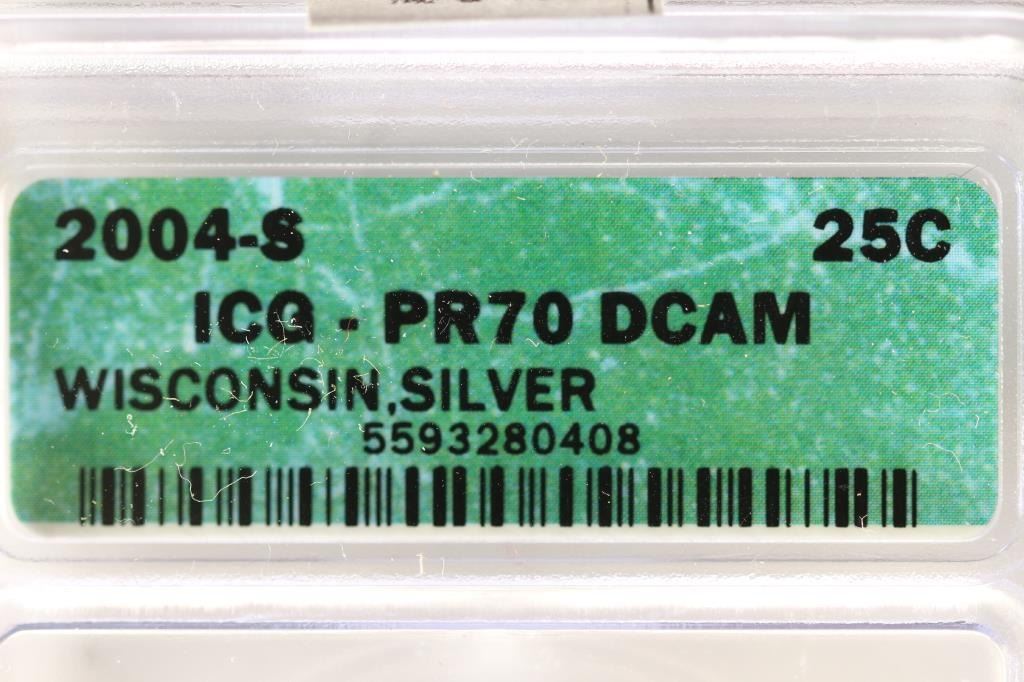 2004-S 25C
ICG - PR70 DCAM
WISCONSIN,SILVER
5593280408